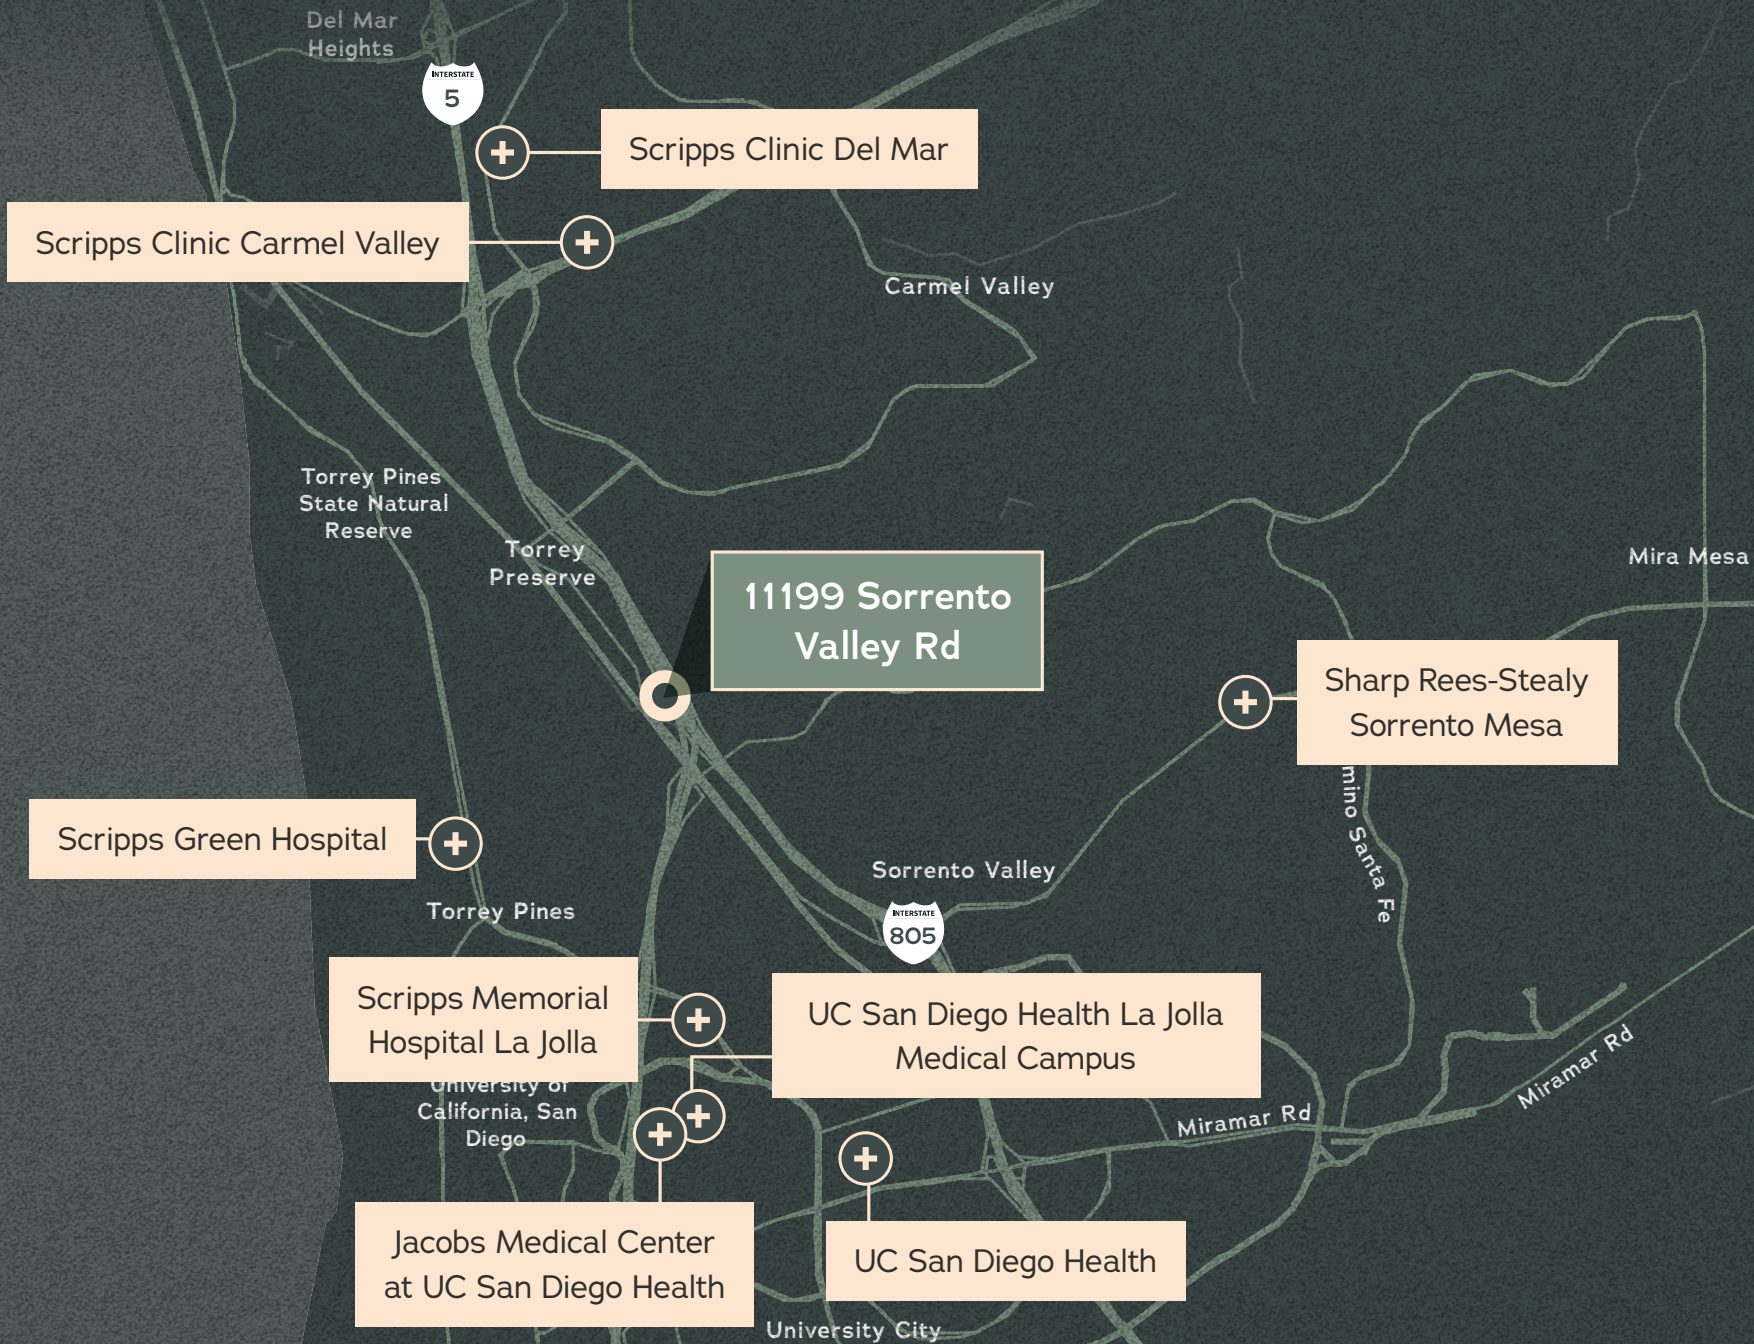 Del Mar
Heights
INTERSTATE
5
Scripps Clinic Del Mar
Scripps Clinic Carmel Valley
Carmel Valley
Torrey Pines
State Natural
Reserve
Torrey
Preserve
11199 Sorrento
Valley Rd
Mira Mesa
Sharp Rees-Stealy
Sorrento Mesa
mino Santa Fe
Scripps Green Hospital
Sorrento Valley
Torrey Pines
INTERSTATE
805
Scripps Memorial
Hospital La Jolla
UC San Diego Health La Jolla
Medical Campus
University of
California, San
Diego
Miramar Rd
Miramar Rd
Jacobs Medical Center
at UC San Diego Health
UC San Diego Health
University City